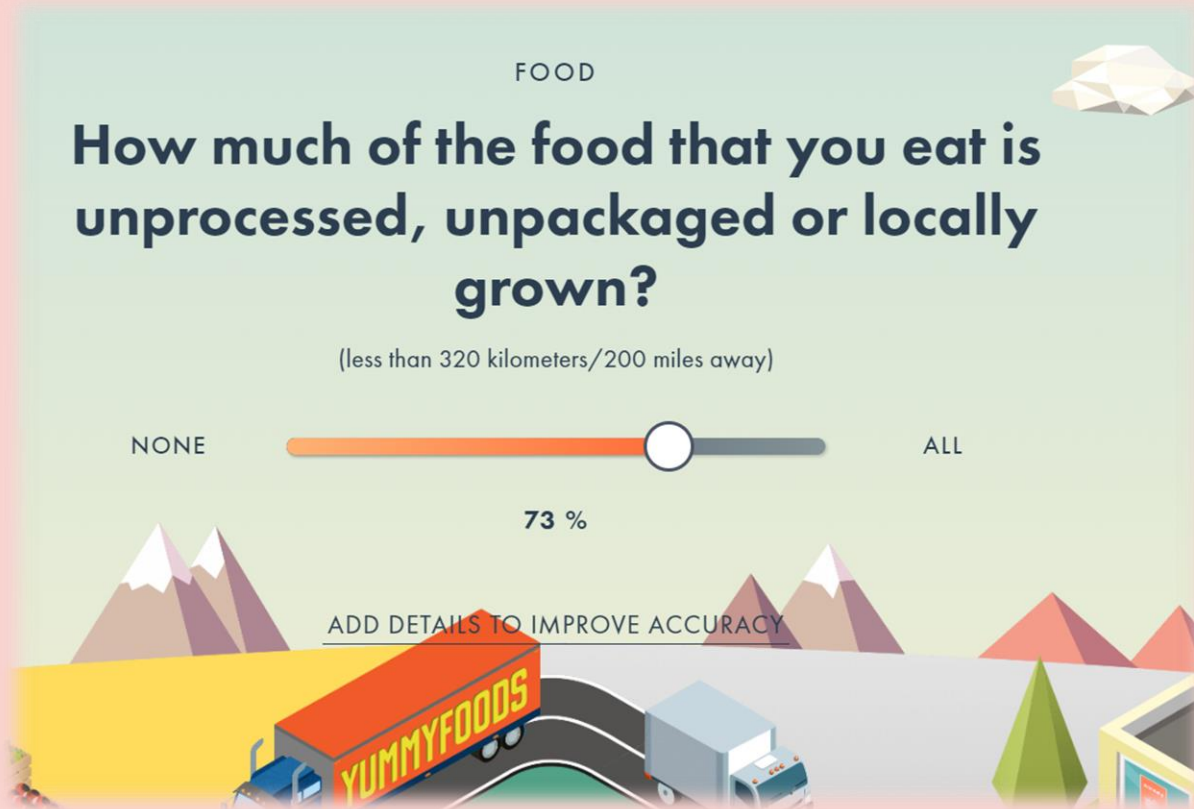 FOOD
How much of the food that you eat is
unprocessed, unpackaged or locally
grown?
(less than 320 kilometers/200 miles away)
NONE ALL
73 %
ADD DETAILS TO IMPROVE ACCURACY
YUMMYFOODS